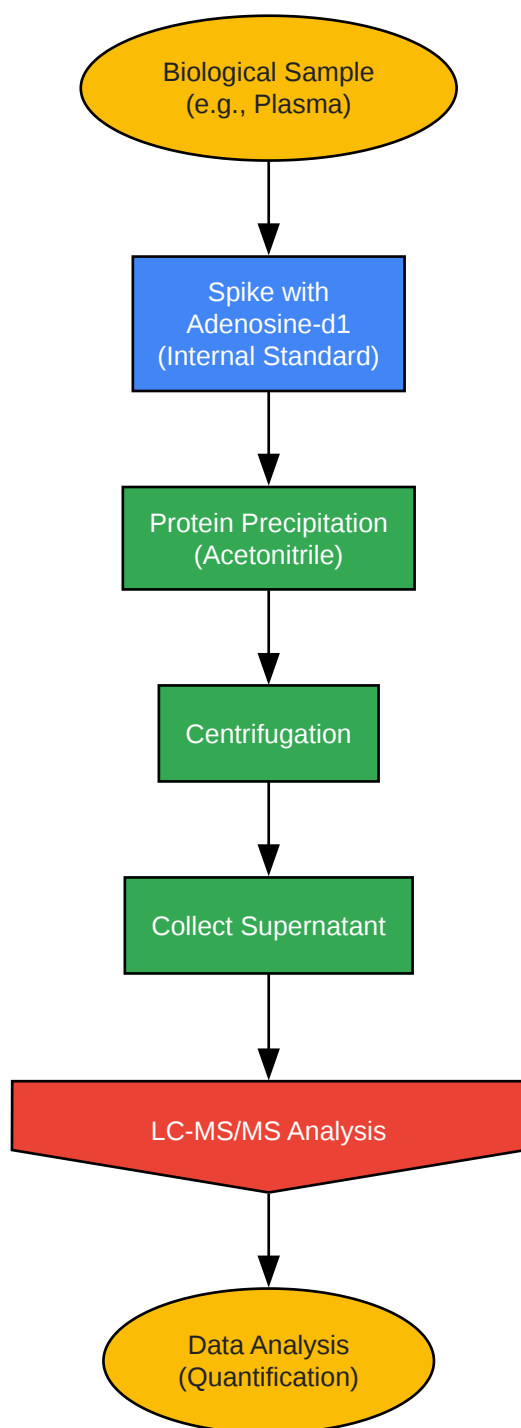 Biological Sample
(e.g., Plasma)
Spike with
Adenosine-d1
(Internal Standard)
Protein Precipitation
(Acetonitrile)
Centrifugation
Collect Supernatant
LC-MS/MS Analysis
Data Analysis
(Quantification)